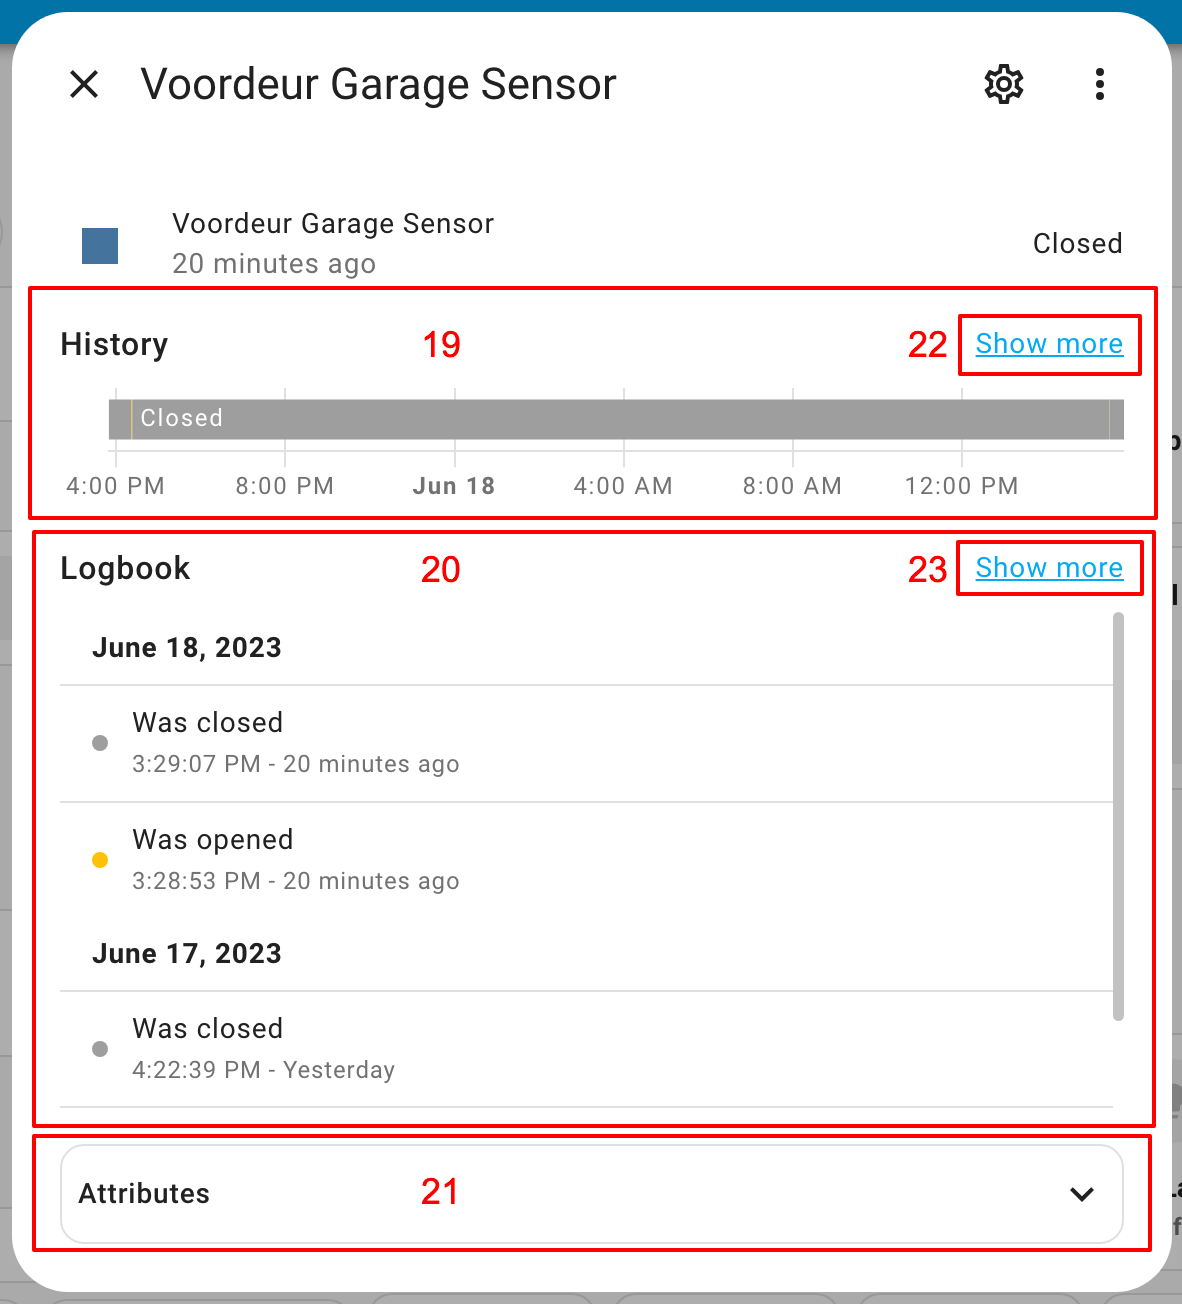 Voordeur Garage Sensor
Voordeur Garage Sensor
20 minutes ago
Closed
History 19 22 Show more
Closed
4:00 PM 8:00 PM Jun 18 4:00 AM 8:00 AM 12:00 PM
Logbook 20 23 Show more
June 18, 2023
Was closed
3:29:07 PM - 20 minutes ago
Was opened
3:28:53 PM - 20 minutes ago
June 17, 2023
Was closed
4:22:39 PM - Yesterday
Attributes 21